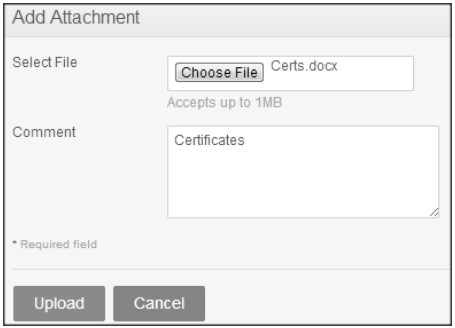 Add Attachment
Select File
Choose File Certs.docx
Accepts up to 1MB
Comment
Certificates
* Required field
Upload Cancel